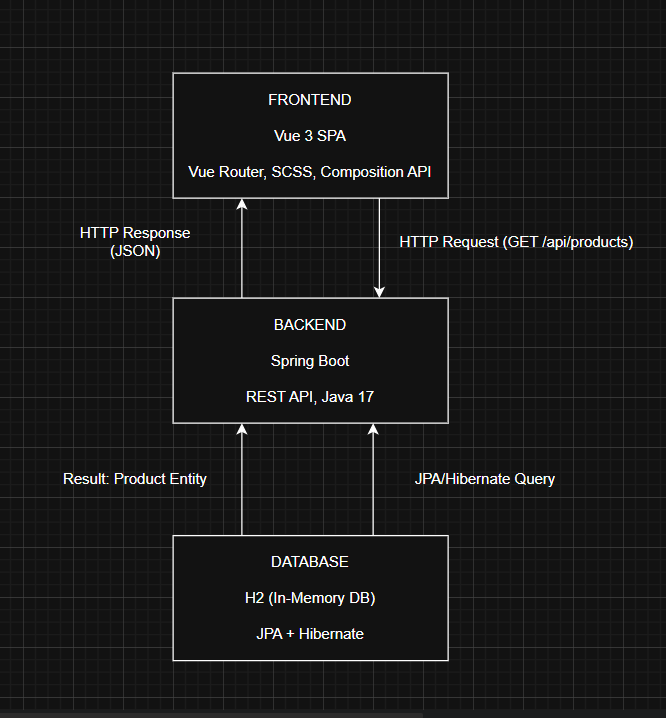 FRONTEND
Vue 3 SPA
Vue Router, SCSS, Composition API
HTTP Response
(JSON)
HTTP Request (GET /api/products)
BACKEND
Spring Boot
REST API, Java 17
Result: Product Entity
JPA/Hibernate Query
DATABASE
H2 (In-Memory DB)
JPA + Hibernate